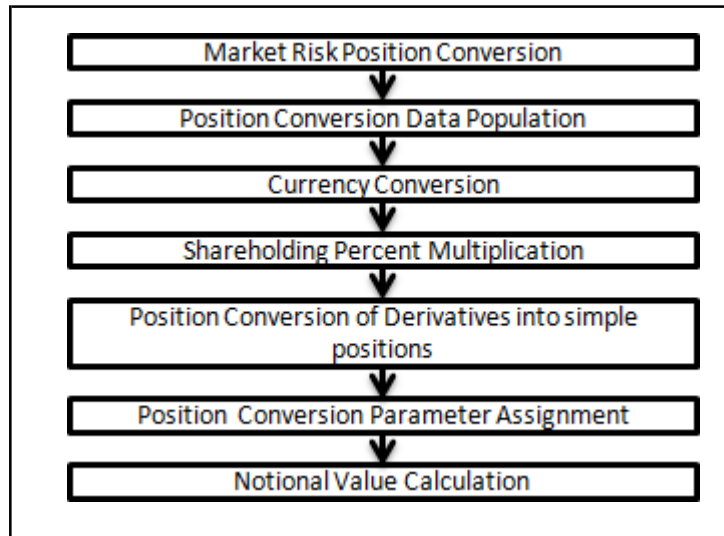 Market Risk Position Conversion
Position Conversion Data Population
Currency Conversion
Shareholding Percent Multiplication
Position Conversion of Derivatives into simple
positions
Position Conversion Parameter Assignment
Notional Value Calculation